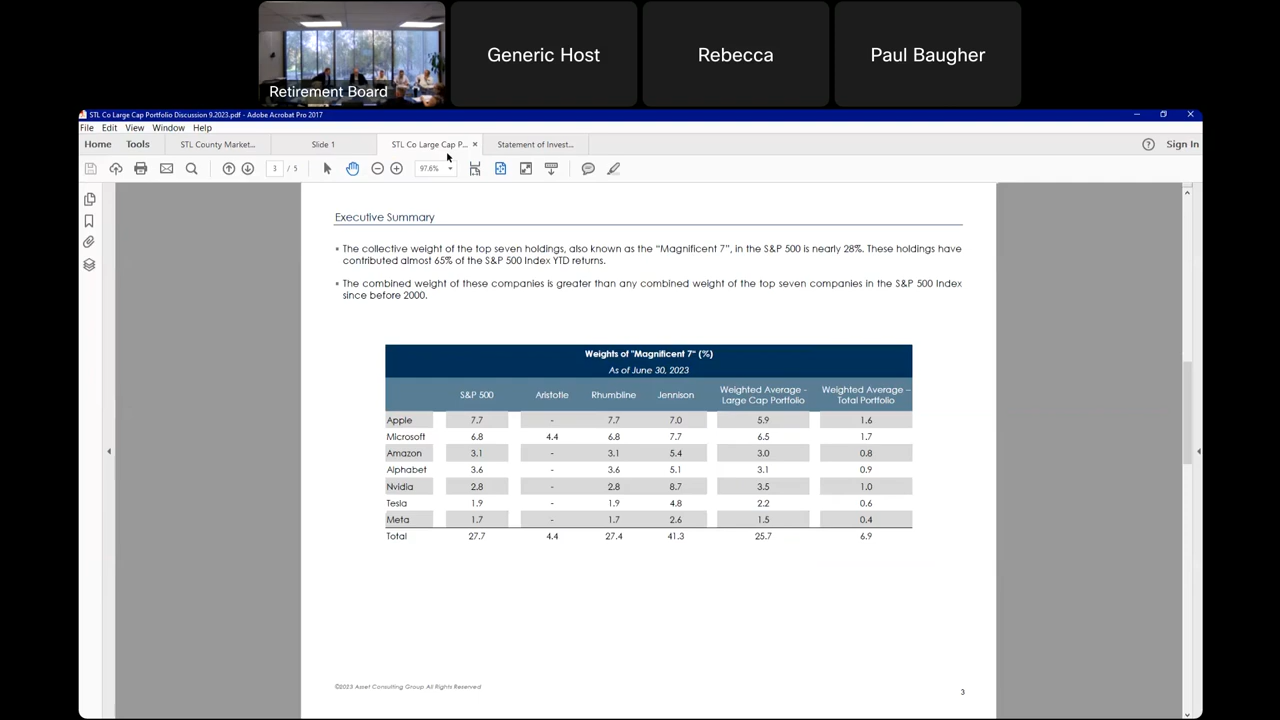 Generic Host
Rebecca
Paul Baugher
Retirement Board
STL Co Large Cap Portfolio Discussion 9.2023.pdf - Adobe Acrobat Pro 2017
File Edit View Window Help
Home Tools STL County Market... Slide 1 STL Co Large Cap P... × Statement of Invest... Sign In
3 / 5 97.6%
Executive Summary
▪ The collective weight of the top seven holdings, also known as the “Magnificent 7”, in the S&P 500 is nearly 28%. These holdings have
contributed almost 65% of the S&P 500 Index YTD returns.
▪ The combined weight of these companies is greater than any combined weight of the top seven companies in the S&P 500 Index
since before 2000.
Weights of "Magnificent 7" (%)
As of June 30, 2023
S&P 500 Aristotle Rhumbline Jennison Weighted Average - Large Cap Portfolio Weighted Average – Total Portfolio
Apple 7.7 - 7.7 7.0 5.9 1.6
Microsoft 6.8 4.4 6.8 7.7 6.5 1.7
Amazon 3.1 - 3.1 5.4 3.0 0.8
Alphabet 3.6 - 3.6 5.1 3.1 0.9
Nvidia 2.8 - 2.8 8.7 3.5 1.0
Tesla 1.9 - 1.9 4.8 2.2 0.6
Meta 1.7 - 1.7 2.6 1.5 0.4
Total 27.7 4.4 27.4 41.3 25.7 6.9
©2023 Asset Consulting Group All Rights Reserved
3